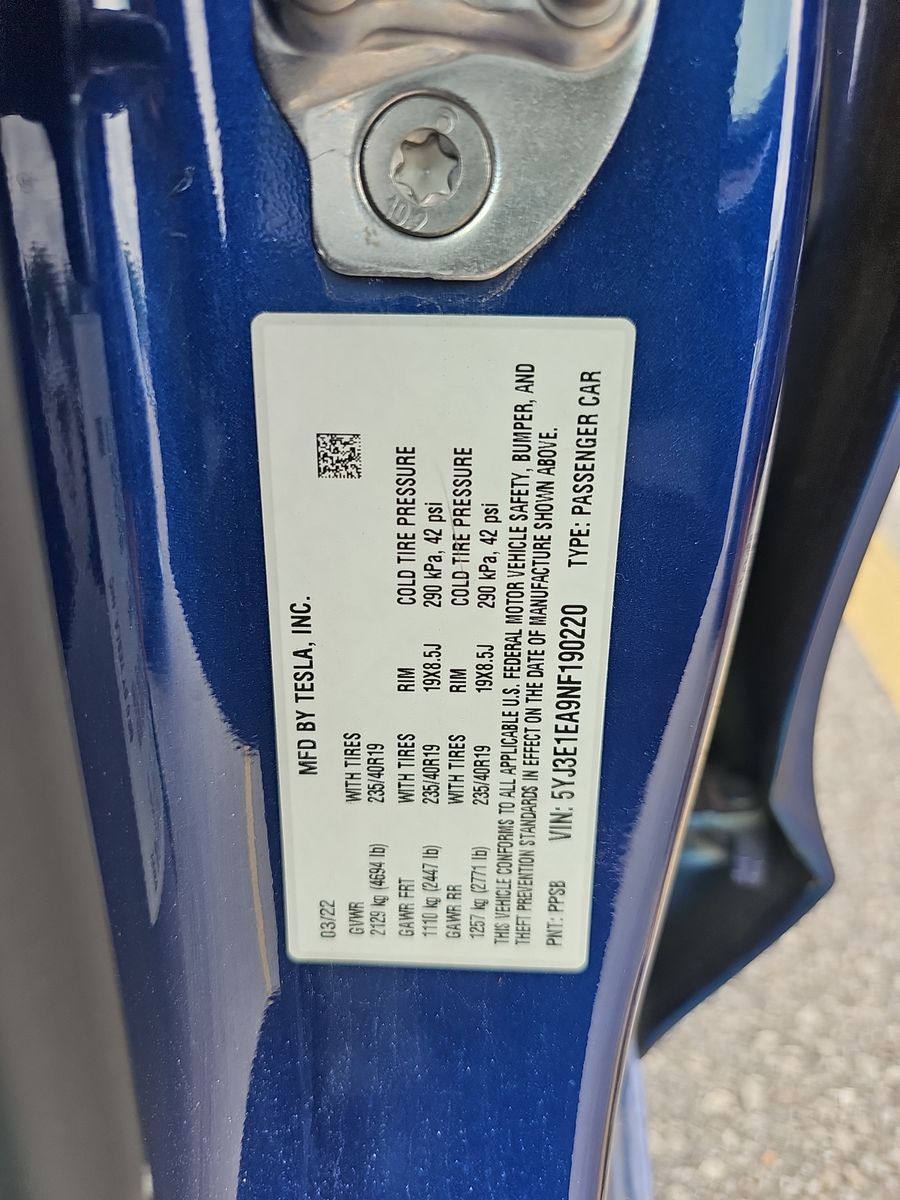 MFD BY TESLA, INC.
03/22
GVWR WITH TIRES
2129 kg (4694 lb) 235/40R19
GAWR FRT WITH TIRES RIM COLD TIRE PRESSURE
1110 kg (2447 lb) 235/40R19 19X8.5J 290 kPa, 42 psi
GAWR RR WITH TIRES RIM COLD TIRE PRESSURE
1257 kg (2771 lb) 235/40R19 19X8.5J 290 kPa, 42 psi
THIS VEHICLE CONFORMS TO ALL APPLICABLE U.S. FEDERAL MOTOR VEHICLE SAFETY, BUMPER, AND
THEFT PREVENTION STANDARDS IN EFFECT ON THE DATE OF MANUFACTURE SHOWN ABOVE.
PNT: PPSB VIN: 5YJ3E1EA9NF190220 TYPE: PASSENGER CAR